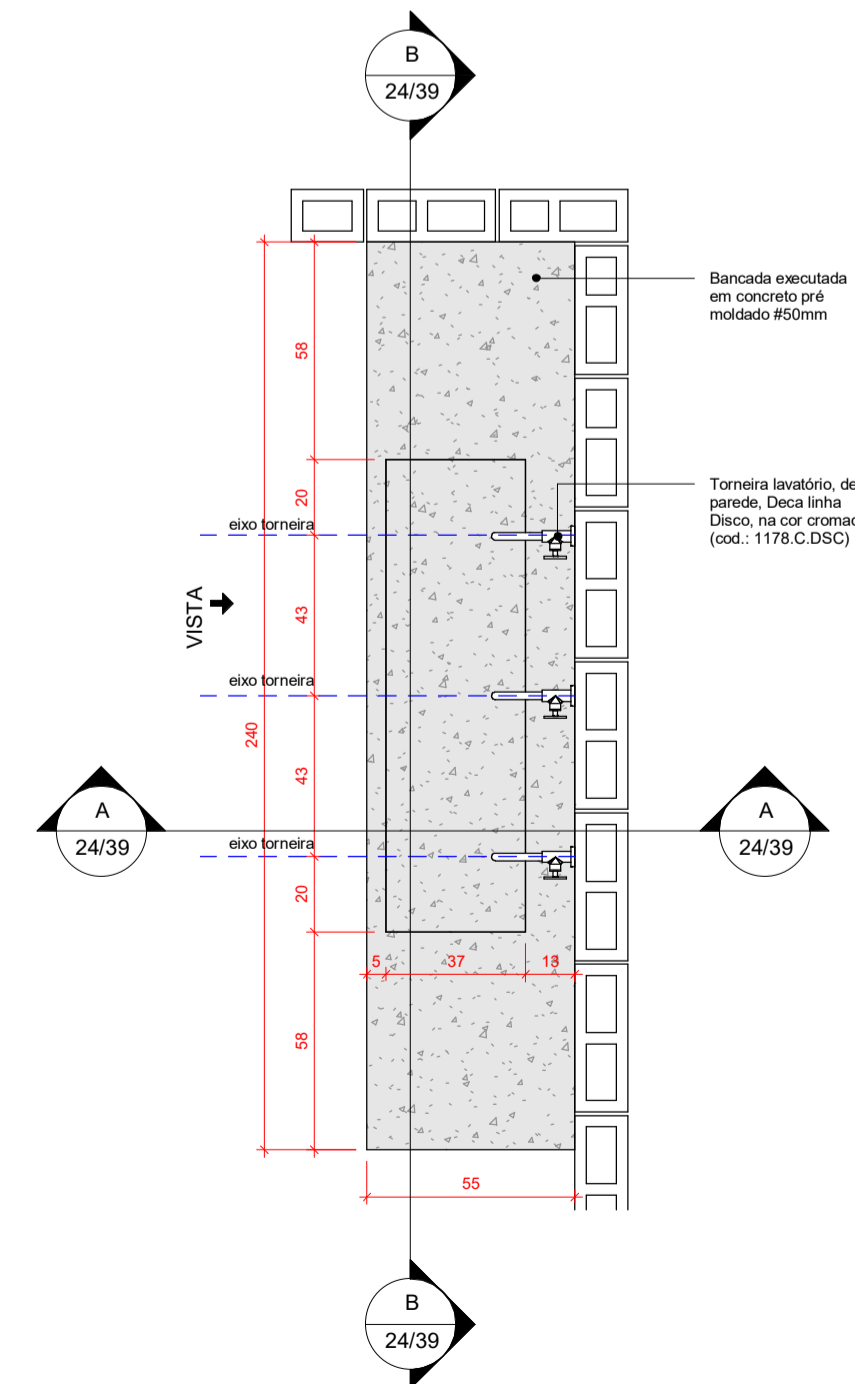 B
24/39
Bancada executada
em concreto pré
moldado #50mm
58
20
Torneira lavatório, de
parede, Deca linha
Disco, na cor cromac
(cod.: 1178.C.DSC)
eixo torneira
VISTA
43
eixo torneira
240
43
A
24/39
A
24/39
eixo torneira
20
5
37
13
58
55
B
24/39